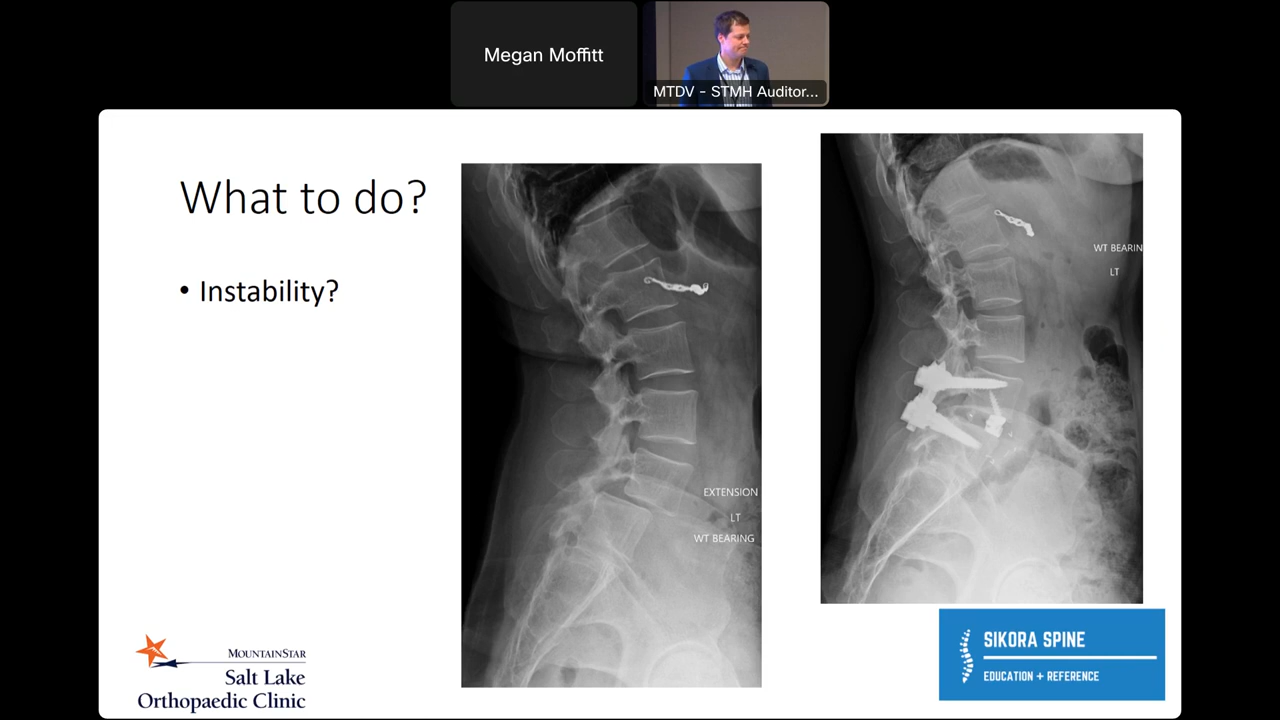 Megan Moffitt
MTDV - STMH Auditor...
What to do?
• Instability?
EXTENSION
LT
WT BEARING
WT BEARIN
LT
MOUNTAINSTAR
Salt Lake
Orthopaedic Clinic
SIKORA SPINE
EDUCATION + REFERENCE